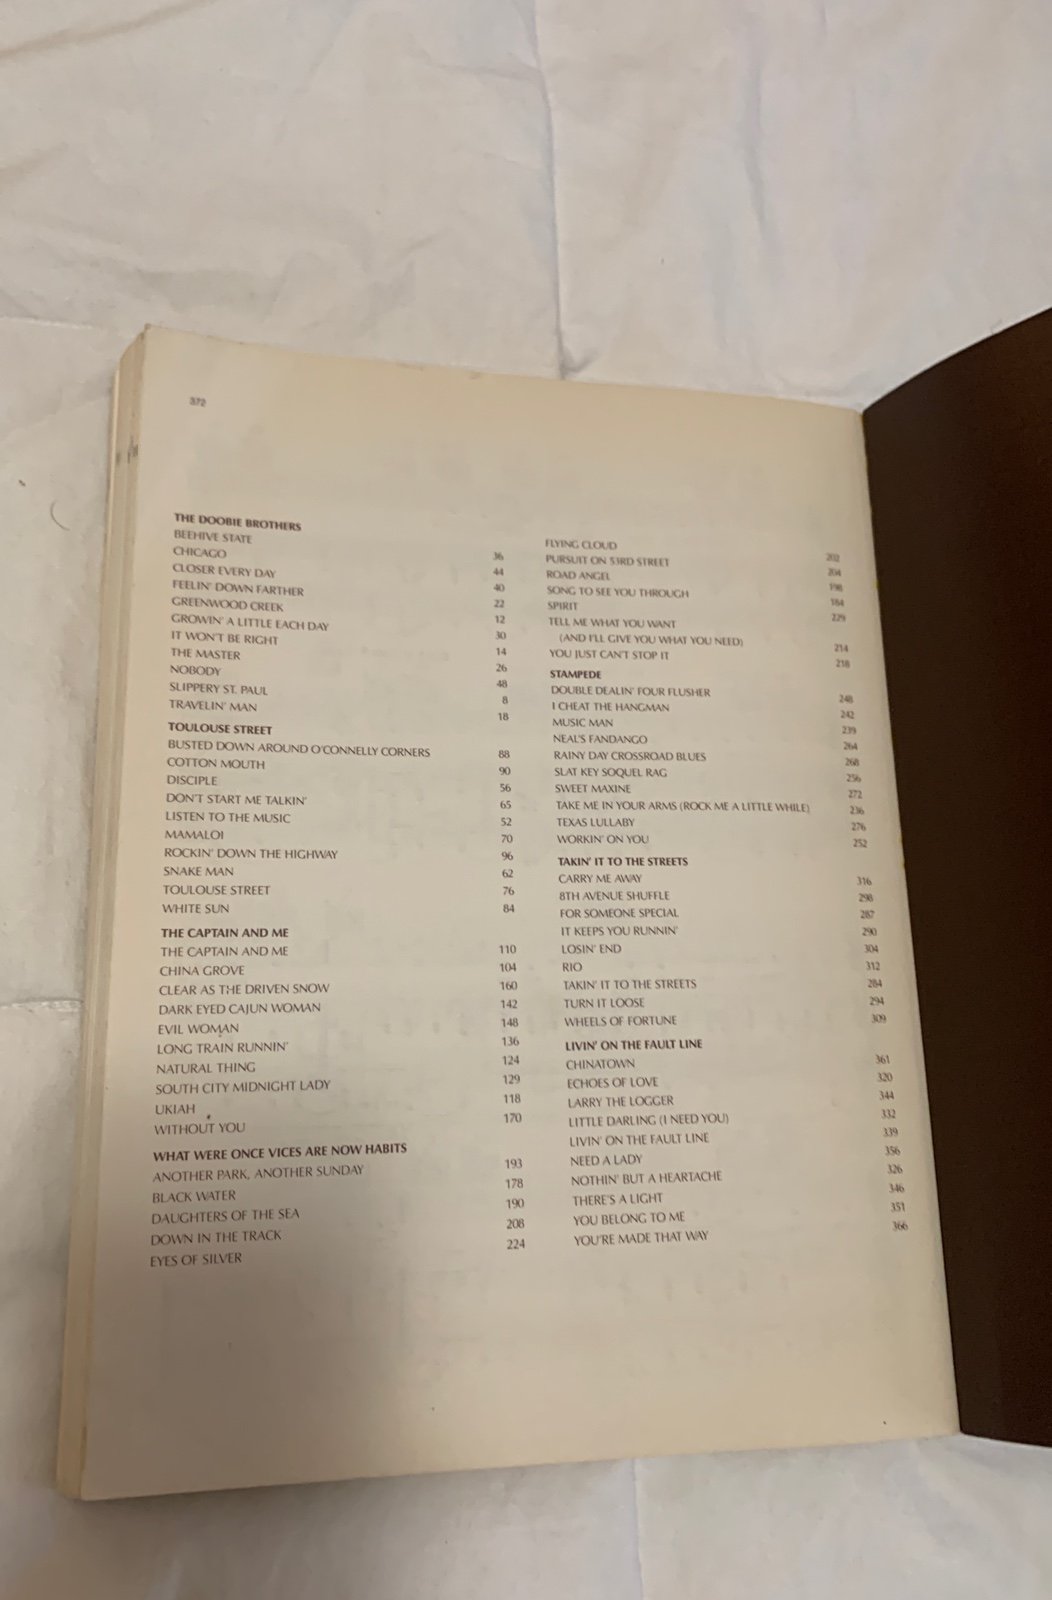 372
THE DOOBIE BROTHERS
BEEHIVE STATE 36
CHICAGO 44
CLOSER EVERY DAY 40
FEELIN' DOWN FARTHER 22
GREENWOOD CREEK 12
GROWIN' A LITTLE EACH DAY 30
IT WON'T BE RIGHT 14
THE MASTER 26
NOBODY 48
SLIPPERY ST. PAUL 8
TRAVELIN' MAN 18
TOULOUSE STREET
BUSTED DOWN AROUND O'CONNELLY CORNERS 88
COTTON MOUTH 90
DISCIPLE 56
DON'T START ME TALKIN' 65
LISTEN TO THE MUSIC 52
MAMALOI 70
ROCKIN' DOWN THE HIGHWAY 96
SNAKE MAN 62
TOULOUSE STREET 76
WHITE SUN 84
THE CAPTAIN AND ME
THE CAPTAIN AND ME 110
CHINA GROVE 104
CLEAR AS THE DRIVEN SNOW 160
DARK EYED CAJUN WOMAN 142
EVIL WOMAN 148
LONG TRAIN RUNNIN' 136
NATURAL THING 124
SOUTH CITY MIDNIGHT LADY 129
UKIAH 118
WITHOUT YOU 170
WHAT WERE ONCE VICES ARE NOW HABITS
ANOTHER PARK, ANOTHER SUNDAY 193
BLACK WATER 178
DAUGHTERS OF THE SEA 190
DOWN IN THE TRACK 208
EYES OF SILVER 224
FLYING CLOUD 202
PURSUIT ON 53RD STREET 204
ROAD ANGEL 198
SONG TO SEE YOU THROUGH 184
SPIRIT 229
TELL ME WHAT YOU WANT
(AND I'LL GIVE YOU WHAT YOU NEED) 214
YOU JUST CAN'T STOP IT 218
STAMPEDE
DOUBLE DEALIN' FOUR FLUSHER 248
I CHEAT THE HANGMAN 242
MUSIC MAN 239
NEAL'S FANDANGO 264
RAINY DAY CROSSROAD BLUES 268
SLAT KEY SOQUEL RAG 256
SWEET MAXINE 272
TAKE ME IN YOUR ARMS (ROCK ME A LITTLE WHILE) 236
TEXAS LULLABY 276
WORKIN' ON YOU 252
TAKIN' IT TO THE STREETS
CARRY ME AWAY 316
8TH AVENUE SHUFFLE 298
FOR SOMEONE SPECIAL 287
IT KEEPS YOU RUNNIN' 290
LOSIN' END 304
RIO 312
TAKIN' IT TO THE STREETS 284
TURN IT LOOSE 294
WHEELS OF FORTUNE 309
LIVIN' ON THE FAULT LINE
CHINATOWN 361
ECHOES OF LOVE 320
LARRY THE LOGGER 344
LITTLE DARLING (I NEED YOU) 332
LIVIN' ON THE FAULT LINE 339
NEED A LADY 356
NOTHIN' BUT A HEARTACHE 326
THERE'S A LIGHT 346
YOU BELONG TO ME 351
YOU'RE MADE THAT WAY 366